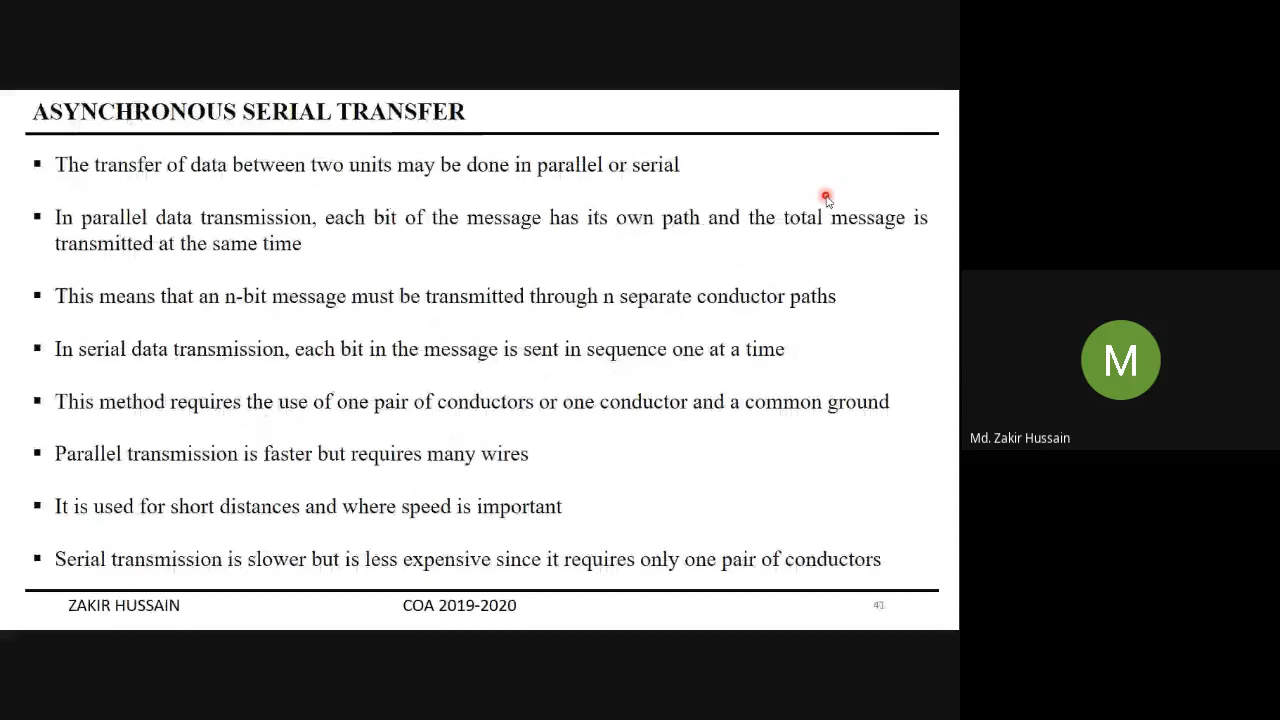 ASYNCHRONOUS SERIAL TRANSFER
▪ The transfer of data between two units may be done in parallel or serial
▪ In parallel data transmission, each bit of the message has its own path and the total message is
transmitted at the same time
▪ This means that an n-bit message must be transmitted through n separate conductor paths
▪ In serial data transmission, each bit in the message is sent in sequence one at a time
▪ This method requires the use of one pair of conductors or one conductor and a common ground
▪ Parallel transmission is faster but requires many wires
▪ It is used for short distances and where speed is important
▪ Serial transmission is slower but is less expensive since it requires only one pair of conductors
ZAKIR HUSSAIN COA 2019-2020 41
M
Md. Zakir Hussain